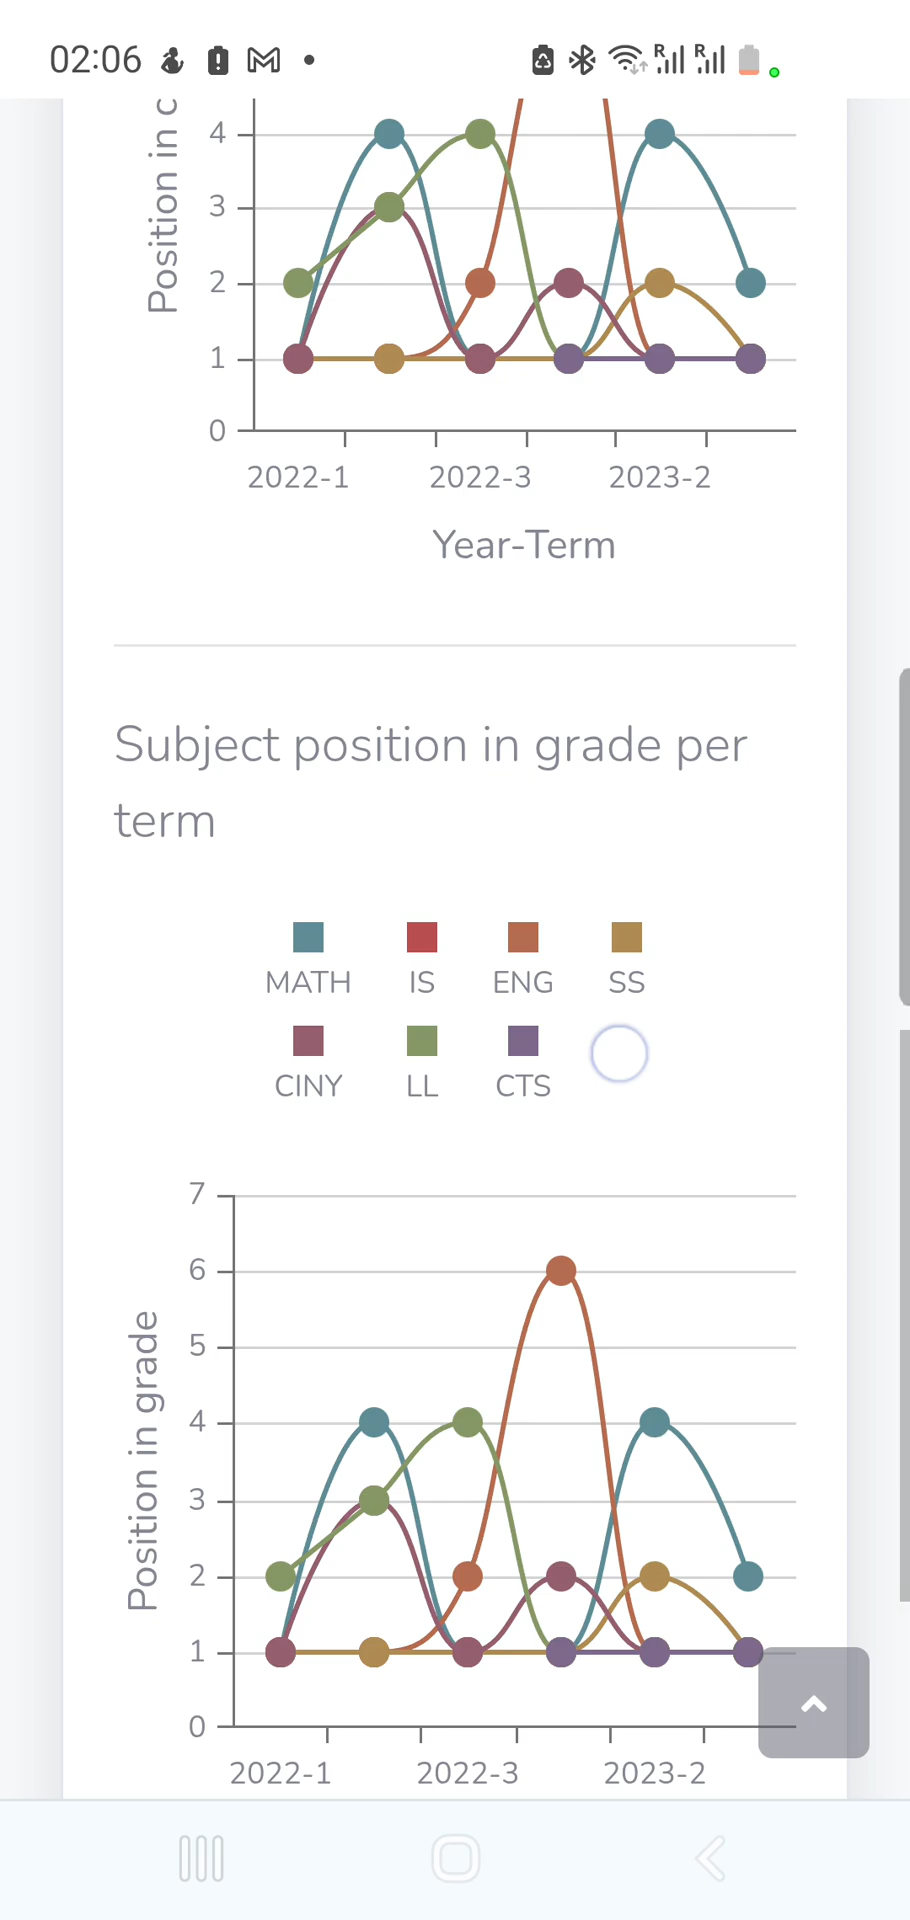 02:06
Position in c
4
3
2
1
0
2022-1 2022-3 2023-2
Year-Term
Subject position in grade per
term
MATH IS ENG SS
CINY LL CTS
Position in grade
7
6
5
4
3
2
1
0
2022-1 2022-3 2023-2